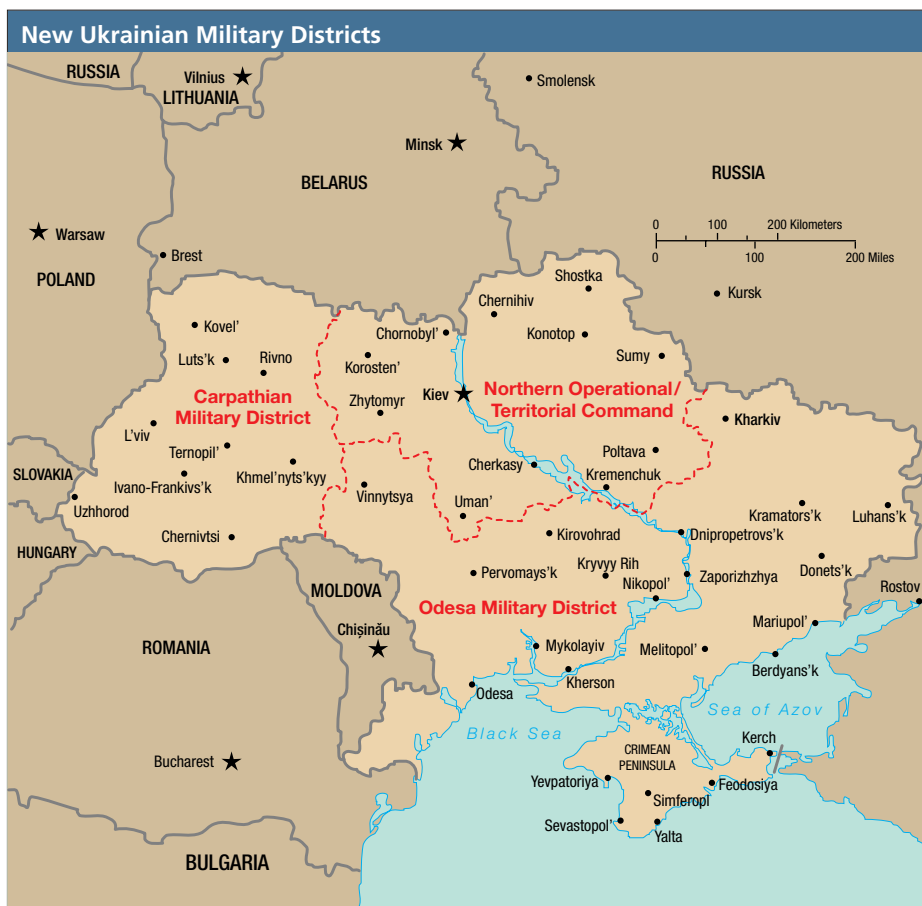 New Ukrainian Military Districts
RUSSIA
Vilnius
LITHUANIA
Smolensk
Minsk
BELARUS
RUSSIA
Warsaw
POLAND
Brest
0 100 200 Kilometers
0 100 200 Miles
Kursk
Shostka
Chernihiv
Konotop
Sumy
Kovel'
Luts'k
Rivno
Chornobyl'
Korosten'
Zhytomyr
Kiev
Carpathian
Military District
Northern Operational/
Territorial Command
Kharkiv
L'viv
Ternopil'
Ivano-Frankivs'k
Khmel'nyts'kyy
Poltava
Cherkasy
Kremenchuk
SLOVAKIA
Uzhhorod
Chernivtsi
Vinnytsya
Uman'
Kirovohrad
Dnipropetrovs'k
Kramators'k
Luhans'k
Donets'k
HUNGARY
MOLDOVA
Chişinău
Pervomays'k
Kryvyy Rih
Nikopol'
Zaporizhzhya
Rostov
Odesa Military District
Mariupol'
ROMANIA
Mykolayiv
Melitopol'
Berdyans'k
Kherson
Odesa
Black Sea
Sea of Azov
Bucharest
CRIMEAN
PENINSULA
Kerch
Yevpatoriya
Simferopl
Feodosiya
Sevastopol'
Yalta
BULGARIA